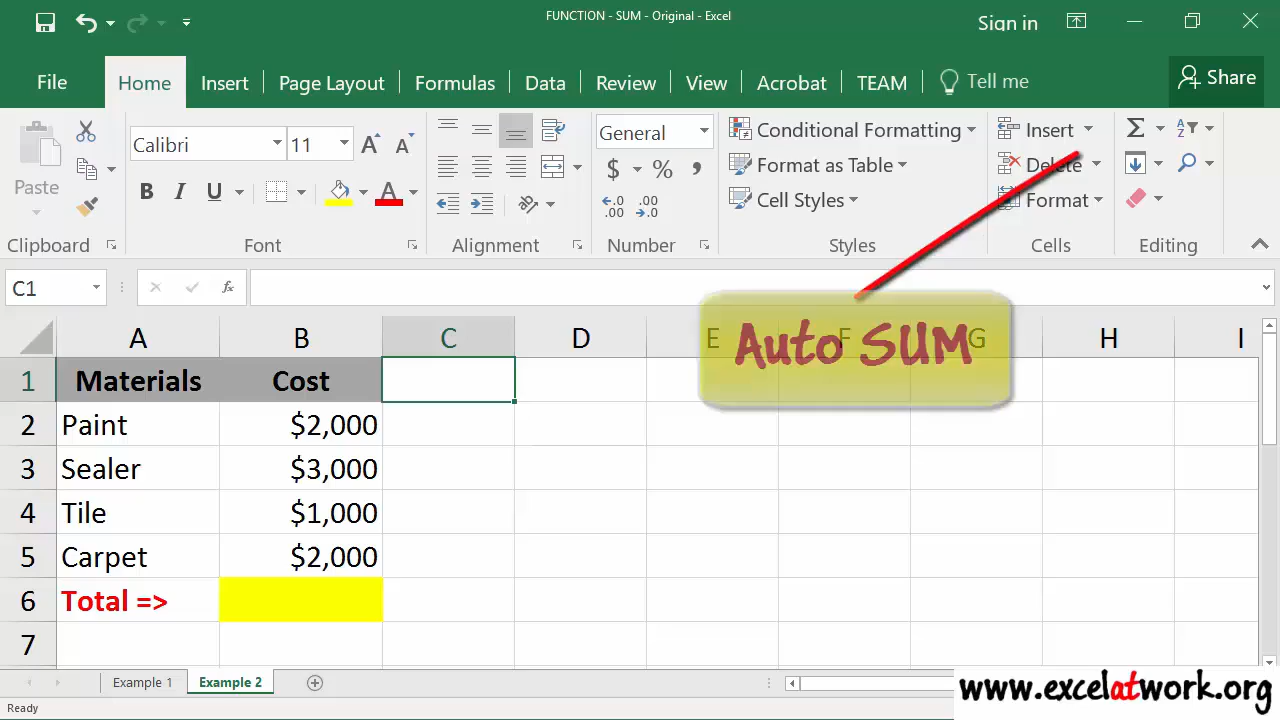 FUNCTION - SUM - Original - Excel
Sign in
File Home Insert Page Layout Formulas Data Review View Acrobat TEAM Tell me Share
Calibri 11 General Conditional Formatting Insert Σ
Paste $ % , Format as Table Delete
B I U A Cell Styles Format
Clipboard Font Alignment Number Styles Cells Editing
C1 fx
Auto SUM
A B C D E F G H I
1 Materials Cost
2 Paint $2,000
3 Sealer $3,000
4 Tile $1,000
5 Carpet $2,000
6 Total =>
7
Example 1 Example 2
www.excelatwork.org
Ready